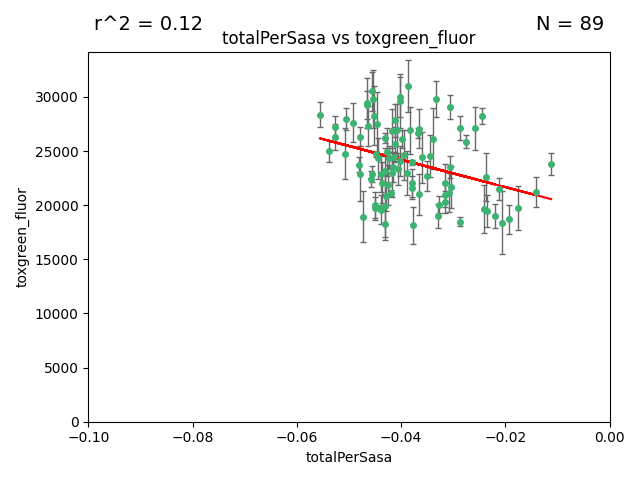 r^2 = 0.12
N = 89
totalPerSasa vs toxgreen_fluor
toxgreen_fluor
30000
25000
20000
15000
10000
5000
0
−0.10
−0.08
−0.06
−0.04
−0.02
0.00
totalPerSasa